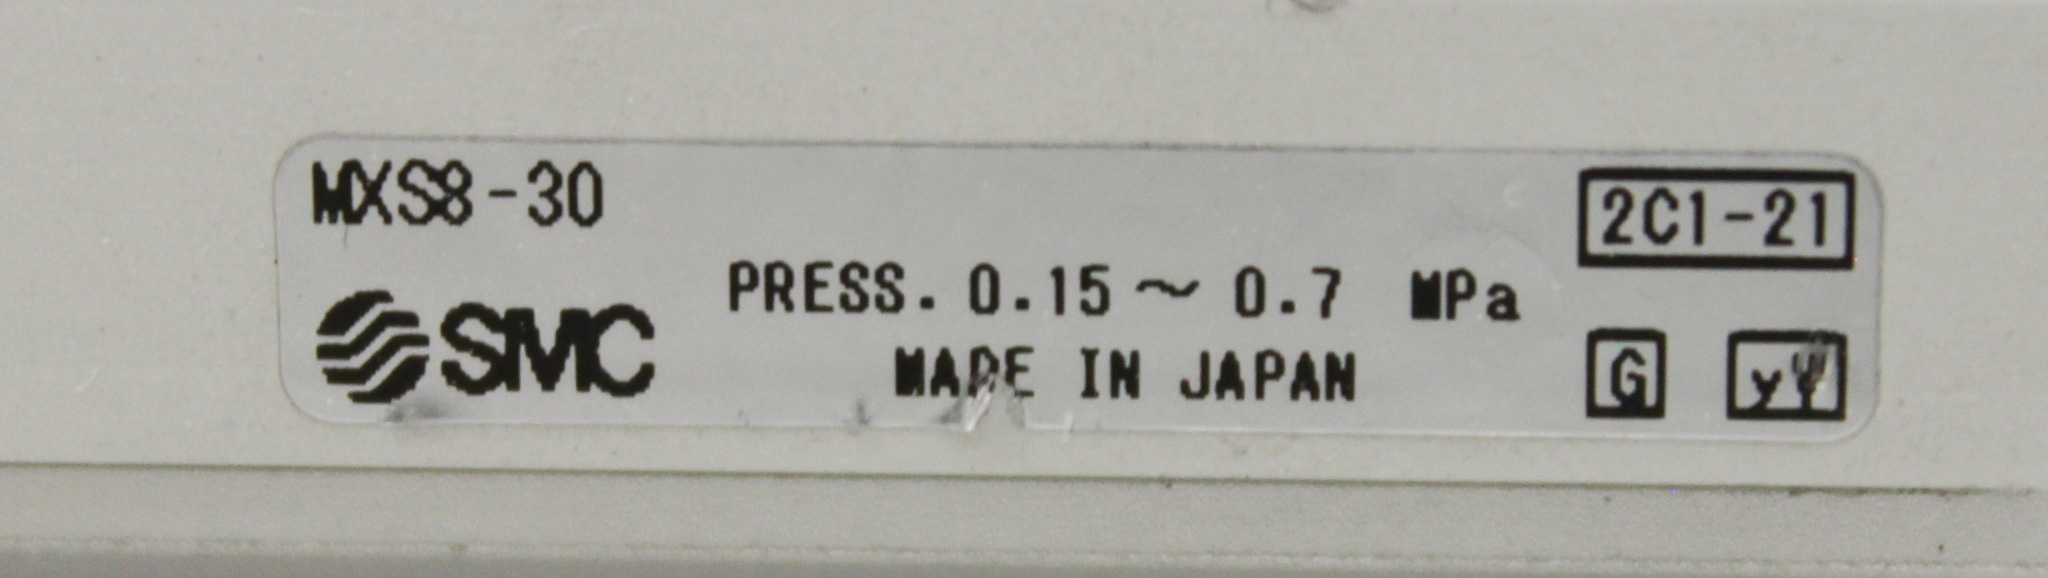 MXS8-30
2C1-21
PRESS. 0.15～0.7 MPa
SMC
MADE IN JAPAN
G